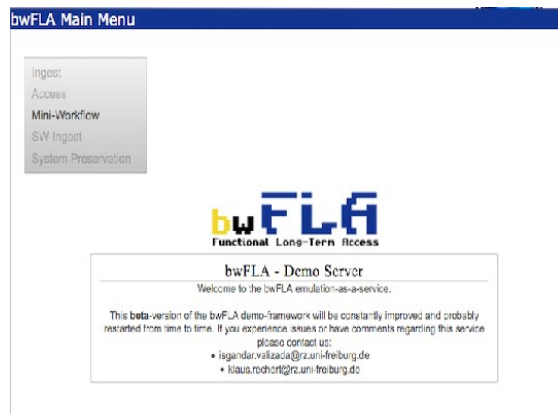 bwFLA Main Menu
Ingest
Access
Mini-Workflow
SW-Ingest
System Preservation
bwFLA
Functional Long-Term Access
bwFLA - Demo Server
Welcome to the bwFLA emulation-as-a-service.
This beta-version of the bwFLA demo-framework will be constantly improved and probably
restarted from time to time. If you experience issues or have comments regarding this service
please contact us:
• isgandar.valizada@rz.uni-freiburg.de
• klaus.rechert@rz.uni-freiburg.de